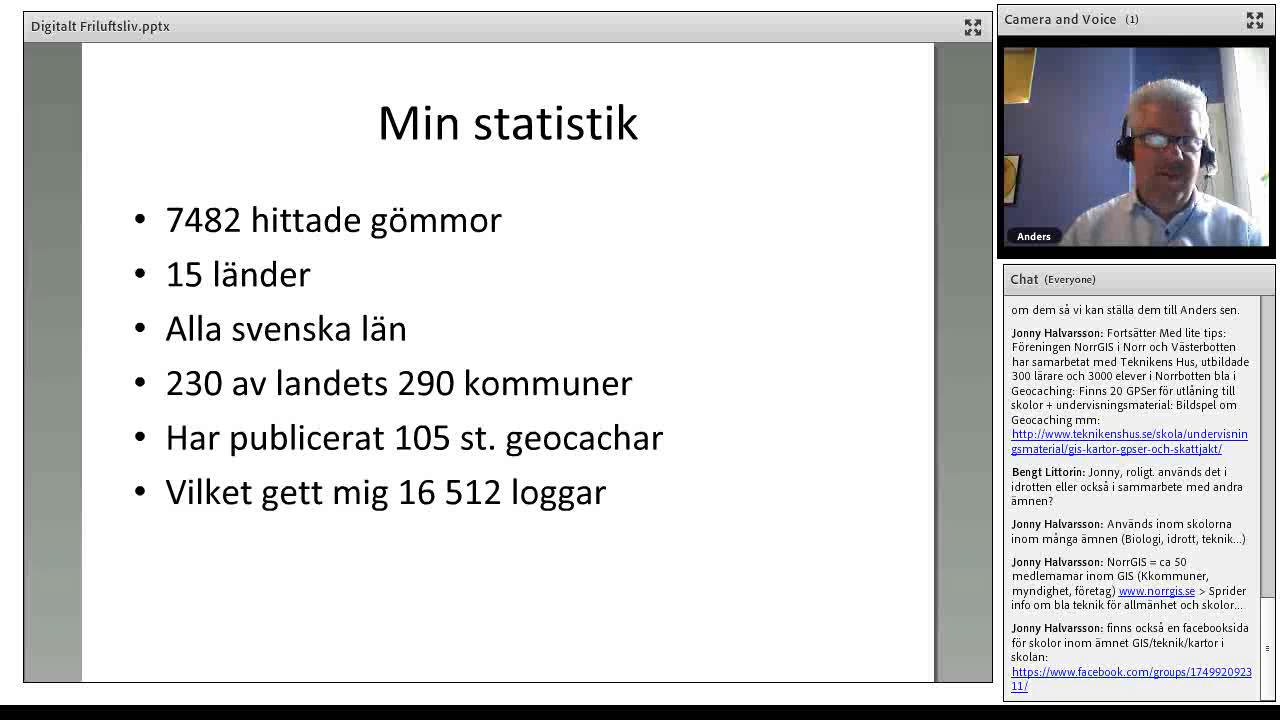 Digitalt Friluftsliv.pptx
Min statistik
• 7482 hittade gömmor
• 15 länder
• Alla svenska län
• 230 av landets 290 kommuner
• Har publicerat 105 st. geocachar
• Vilket gett mig 16 512 loggar
Camera and Voice (1)
Anders
Chat (Everyone)
om dem så vi kan ställa dem till Anders sen.
Jonny Halvarsson: Fortsätter Med lite tips:
Föreningen NorrGIS i Norr och Västerbotten
har samarbetat med Teknikens Hus, utbildade
300 lärare och 3000 elever i Norrbotten bla i
Geocaching: Finns 20 GPSer för utlåning till
skolor + undervisningsmaterial: Bildspel om
Geocaching mm:
http://www.teknikenshus.se/skola/undervisnin
gsmaterial/gis-kartor-gpser-och-skattjakt/
Bengt Littorin: Jonny, roligt. används det i
idrotten eller också i sammarbete med andra
ämnen?
Jonny Halvarsson: Används inom skolorna
inom många ämnen (Biologi, idrott, teknik...)
Jonny Halvarsson: NorrGIS = ca 50
medlemamar inom GIS (Kkommuner,
myndighet, företag) www.norrgis.se > Sprider
info om bla teknik för allmänhet och skolor...
Jonny Halvarsson: finns också en facebooksida
för skolor inom ämnet GIS/teknik/kartor i
skolan:
https://www.facebook.com/groups/1749920923
11/